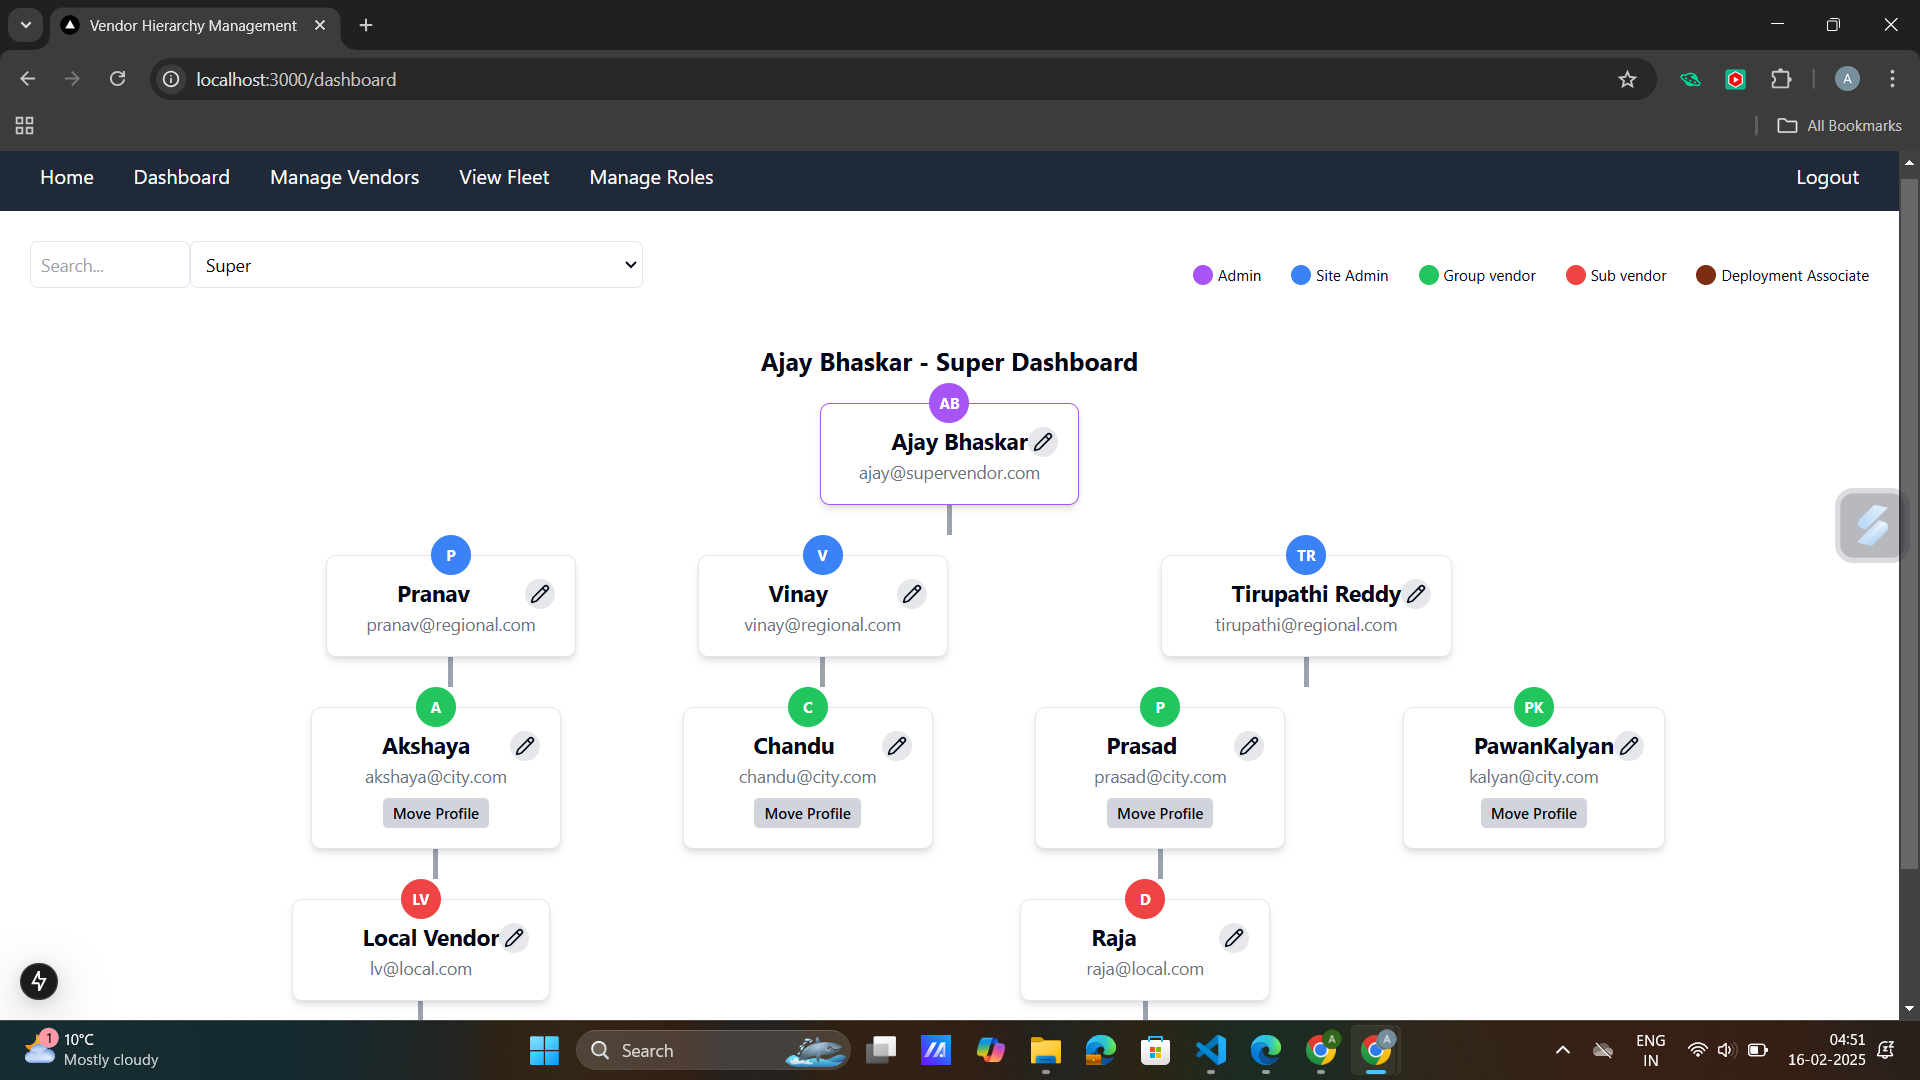 Vendor Hierarchy Management
localhost:3000/dashboard
A
All Bookmarks
Home Dashboard Manage Vendors View Fleet Manage Roles Logout
Search... Super
Admin Site Admin Group vendor Sub vendor Deployment Associate
Ajay Bhaskar - Super Dashboard
AB
Ajay Bhaskar
ajay@supervendor.com
P V TR
Pranav Vinay Tirupathi Reddy
pranav@regional.com vinay@regional.com tirupathi@regional.com
A C P PK
Akshaya Chandu Prasad PawanKalyan
akshaya@city.com chandu@city.com prasad@city.com kalyan@city.com
Move Profile Move Profile Move Profile Move Profile
LV D
Local Vendor Raja
lv@local.com raja@local.com
1 10°C
Mostly cloudy
Search
A A
ENG
IN
04:51
16-02-2025